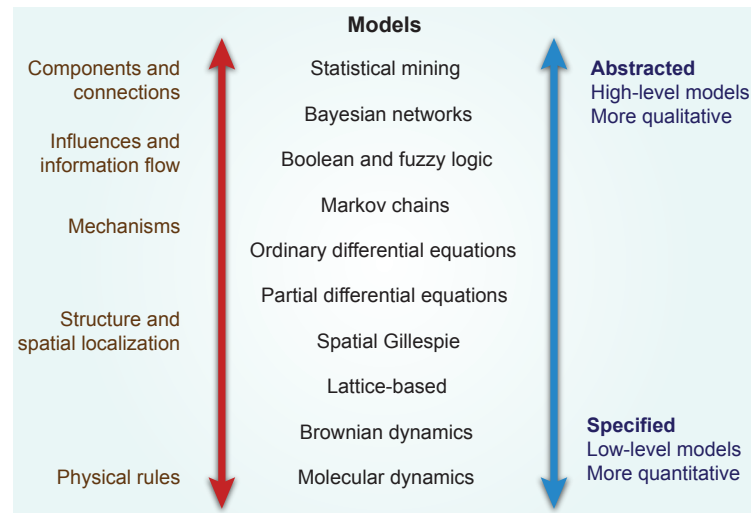 Models
Components and
connections
Influences and
information flow
Mechanisms
Structure and
spatial localization
Physical rules
Statistical mining
Bayesian networks
Boolean and fuzzy logic
Markov chains
Ordinary differential equations
Partial differential equations
Spatial Gillespie
Lattice-based
Brownian dynamics
Molecular dynamics
Abstracted
High-level models
More qualitative
Specified
Low-level models
More quantitative